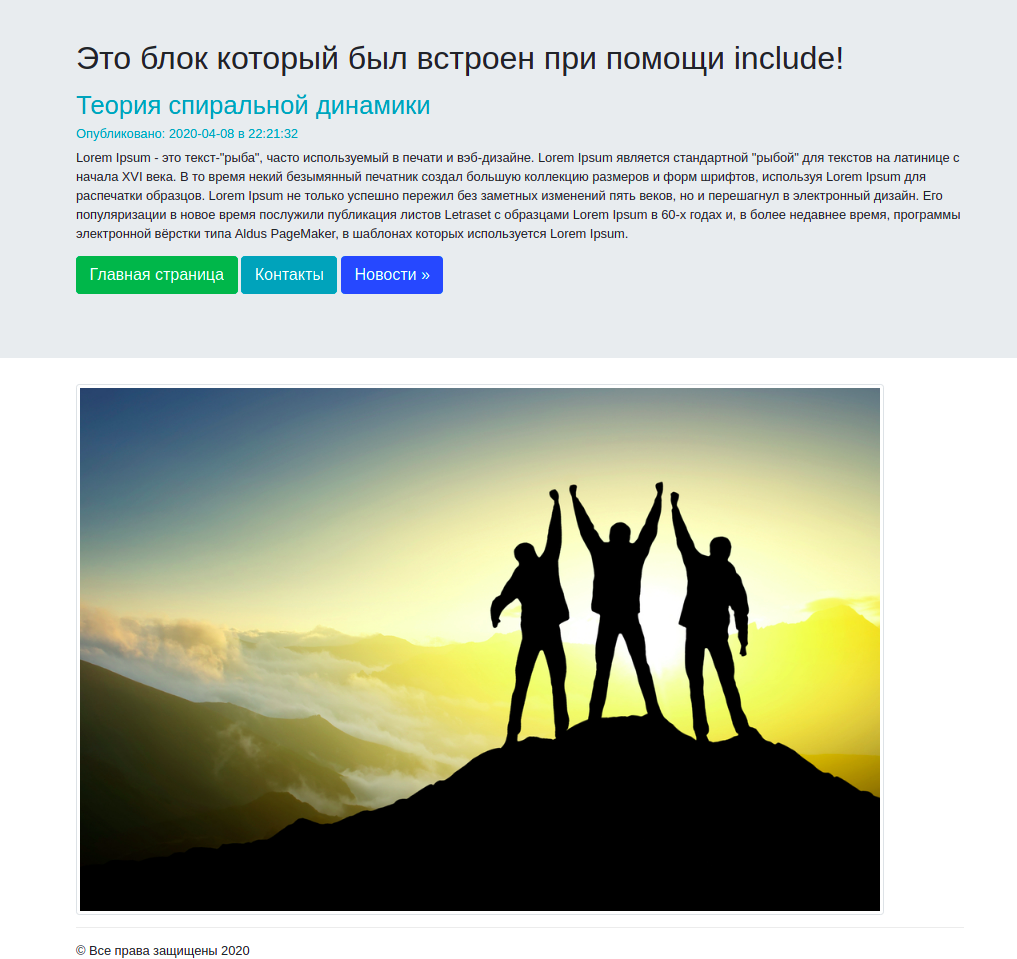 Это блок который был встроен при помощи include!
Теория спиральной динамики
Опубликовано: 2020-04-08 в 22:21:32
Lorem Ipsum - это текст-"рыба", часто используемый в печати и вэб-дизайне. Lorem Ipsum является стандартной "рыбой" для текстов на латинице с
начала XVI века. В то время некий безымянный печатник создал большую коллекцию размеров и форм шрифтов, используя Lorem Ipsum для
распечатки образцов. Lorem Ipsum не только успешно пережил без заметных изменений пять веков, но и перешагнул в электронный дизайн. Его
популяризации в новое время послужили публикация листов Letraset с образцами Lorem Ipsum в 60-х годах и, в более недавнее время, программы
электронной вёрстки типа Aldus PageMaker, в шаблонах которых используется Lorem Ipsum.
Главная страница Контакты Новости »
© Все права защищены 2020